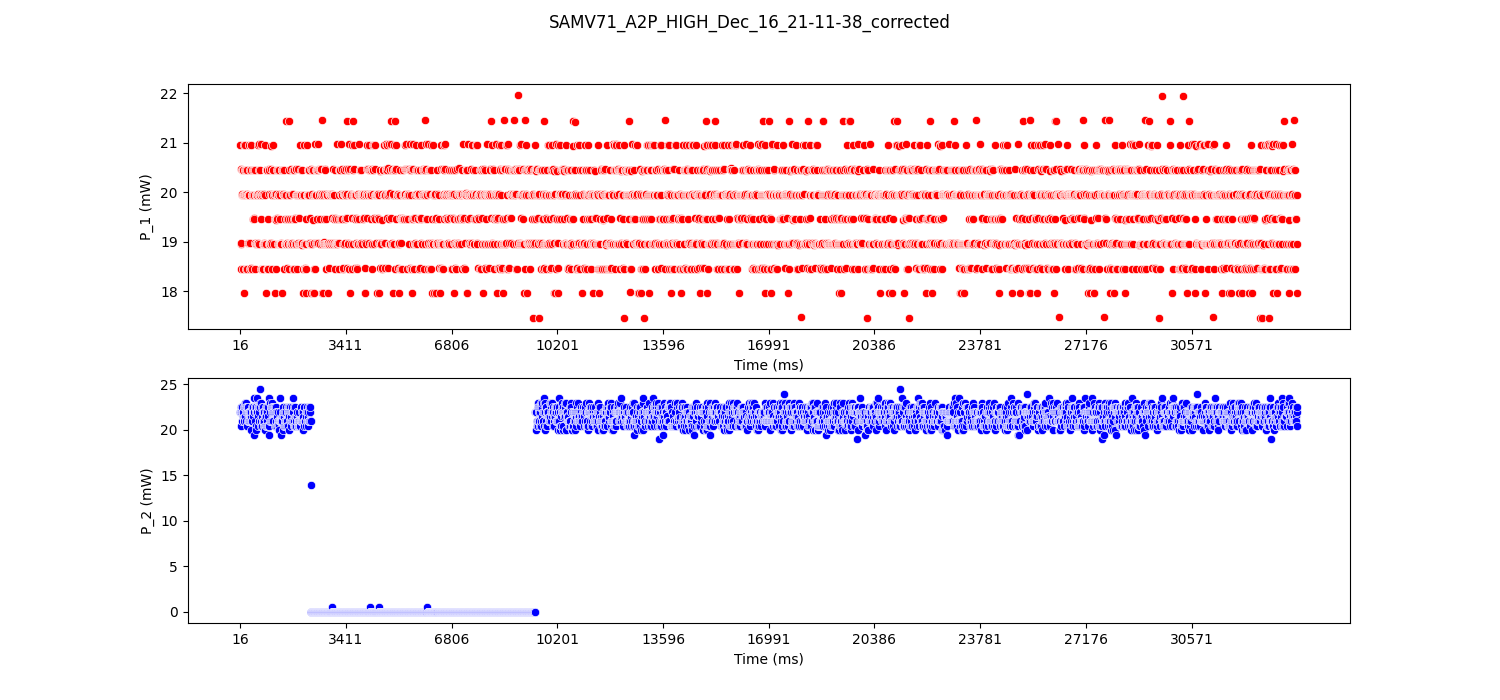 SAMV71_A2P_HIGH_Dec_16_21-11-38_corrected
22
21
20
19
18
P_1 (mW)
16 3411 6806 10201 13596 16991 20386 23781 27176 30571
Time (ms)
25
20
15
10
5
0
P_2 (mW)
16 3411 6806 10201 13596 16991 20386 23781 27176 30571
Time (ms)